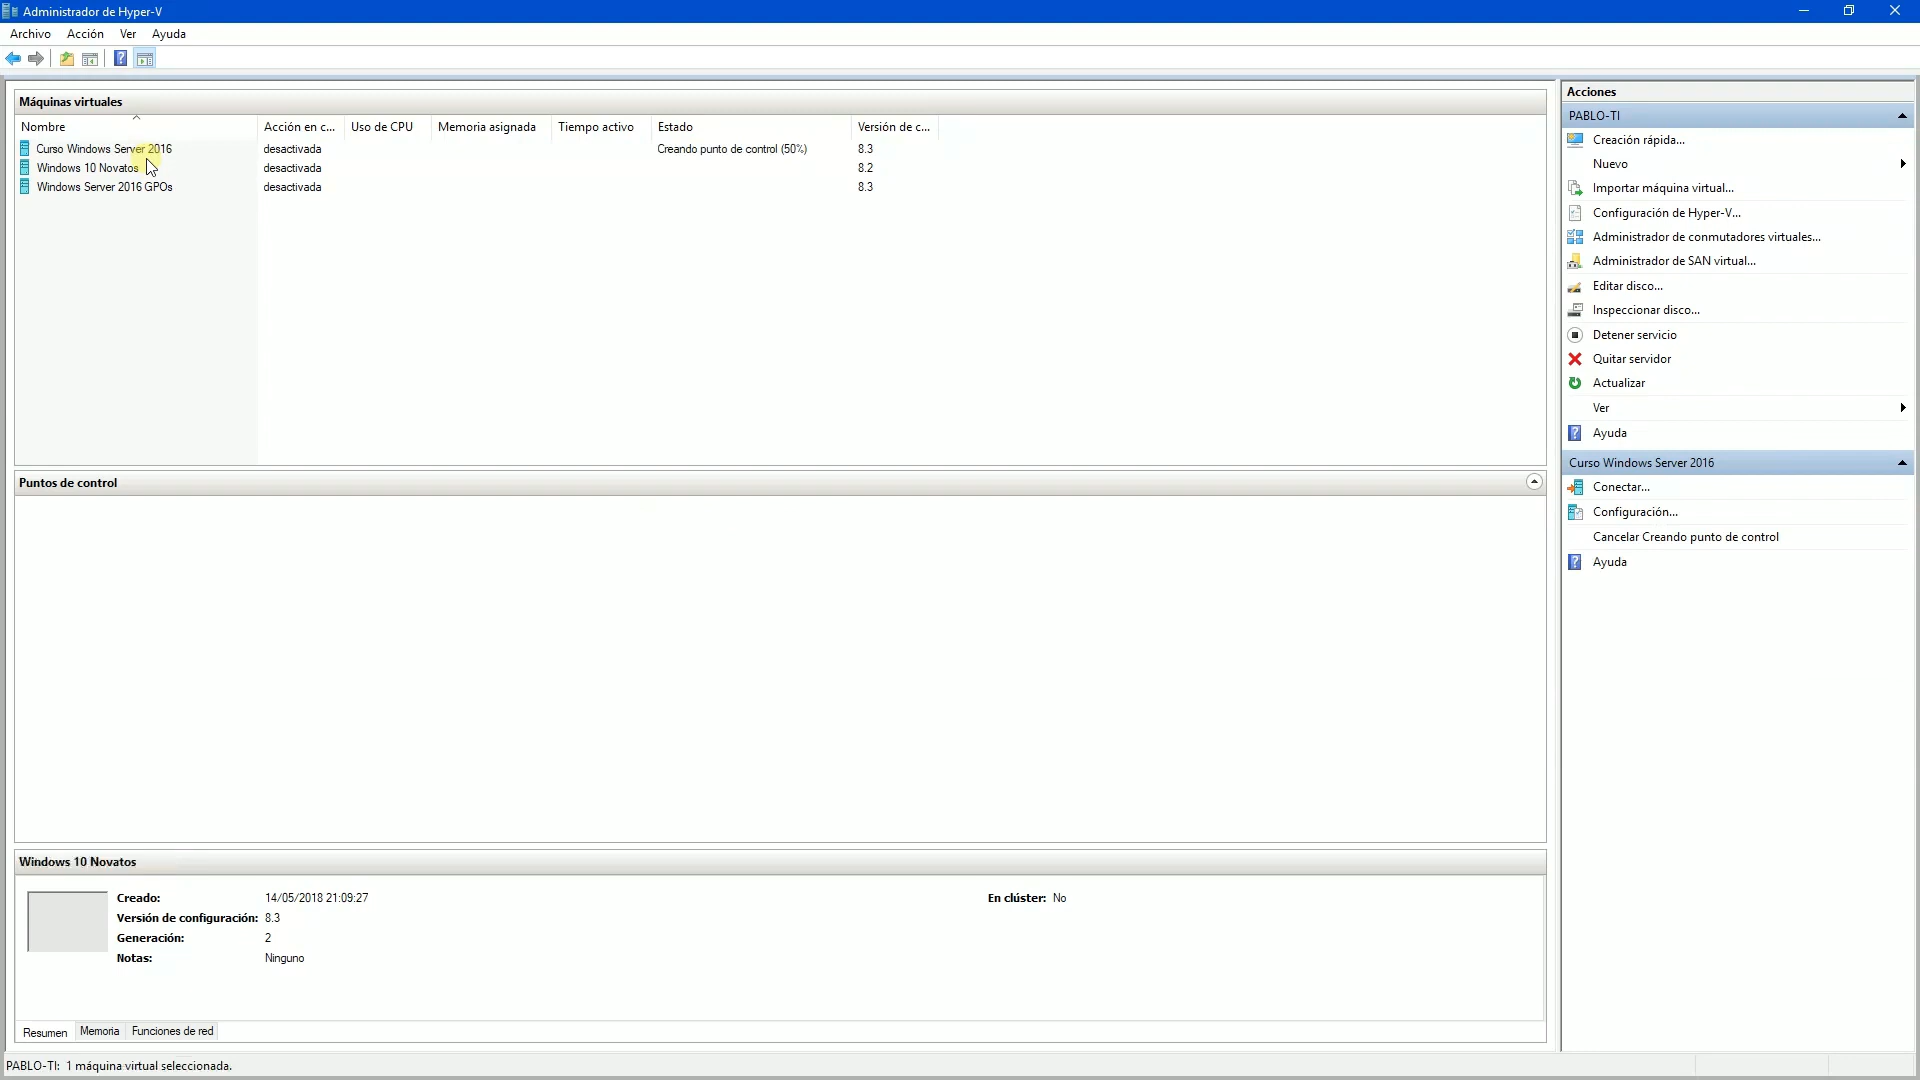 Administrador de Hyper-V
Archivo Acción Ver Ayuda
Máquinas virtuales
Nombre Acción en c... Uso de CPU Memoria asignada Tiempo activo Estado Versión de c...
Curso Windows Server 2016 desactivada Creando punto de control (50%) 8.3
Windows 10 Novatos desactivada 8.2
Windows Server 2016 GPOs desactivada 8.3
Puntos de control
Windows 10 Novatos
Creado: 14/05/2018 21:09:27 En clúster: No
Versión de configuración: 8.3
Generación: 2
Notas: Ninguno
Resumen Memoria Funciones de red
PABLO-TI: 1 máquina virtual seleccionada.
Acciones
PABLO-TI
Creación rápida...
Nuevo
Importar máquina virtual...
Configuración de Hyper-V...
Administrador de conmutadores virtuales...
Administrador de SAN virtual...
Editar disco...
Inspeccionar disco...
Detener servicio
Quitar servidor
Actualizar
Ver
Ayuda
Curso Windows Server 2016
Conectar...
Configuración...
Cancelar Creando punto de control
Ayuda